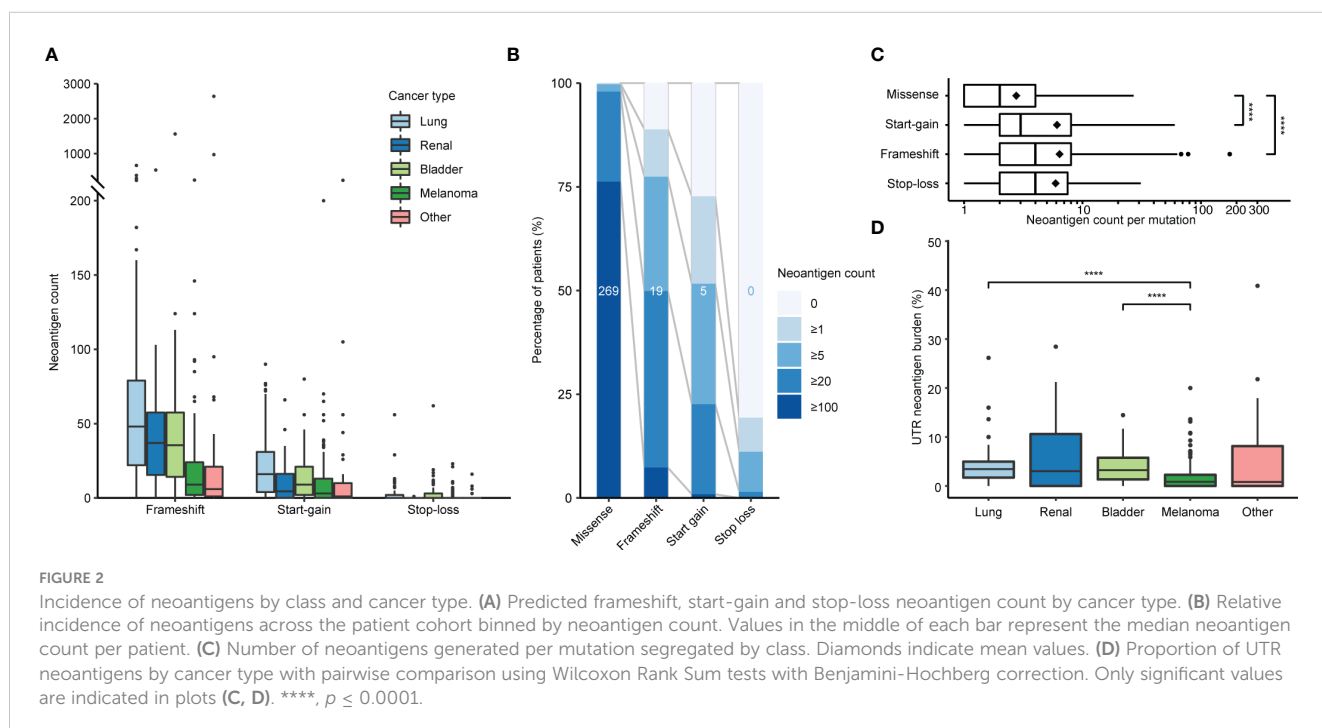 A
3000
2000
1000
200
150
100
50
0
Neoantigen count
Cancer type
Lung
Renal
Bladder
Melanoma
Other
Frameshift
Start-gain
Stop-loss
B
100
75
50
25
0
Percentage of patients (%)
269
19
5
0
Missense
Frameshift
Start gain
Stop loss
Neoantigen count
0
≥1
≥5
≥20
≥100
C
Missense
Start-gain
Frameshift
Stop-loss
****
****
1
10
100
200
300
Neoantigen count per mutation
D
50
40
30
20
10
0
UTR neoantigen burden (%)
****
****
Lung
Renal
Bladder
Melanoma
Other
FIGURE 2
Incidence of neoantigens by class and cancer type. (A) Predicted frameshift, start-gain and stop-loss neoantigen count by cancer type. (B) Relative
incidence of neoantigens across the patient cohort binned by neoantigen count. Values in the middle of each bar represent the median neoantigen
count per patient. (C) Number of neoantigens generated per mutation segregated by class. Diamonds indicate mean values. (D) Proportion of UTR
neoantigens by cancer type with pairwise comparison using Wilcoxon Rank Sum tests with Benjamini-Hochberg correction. Only significant values
are indicated in plots (C, D). ****, p ≤ 0.0001.